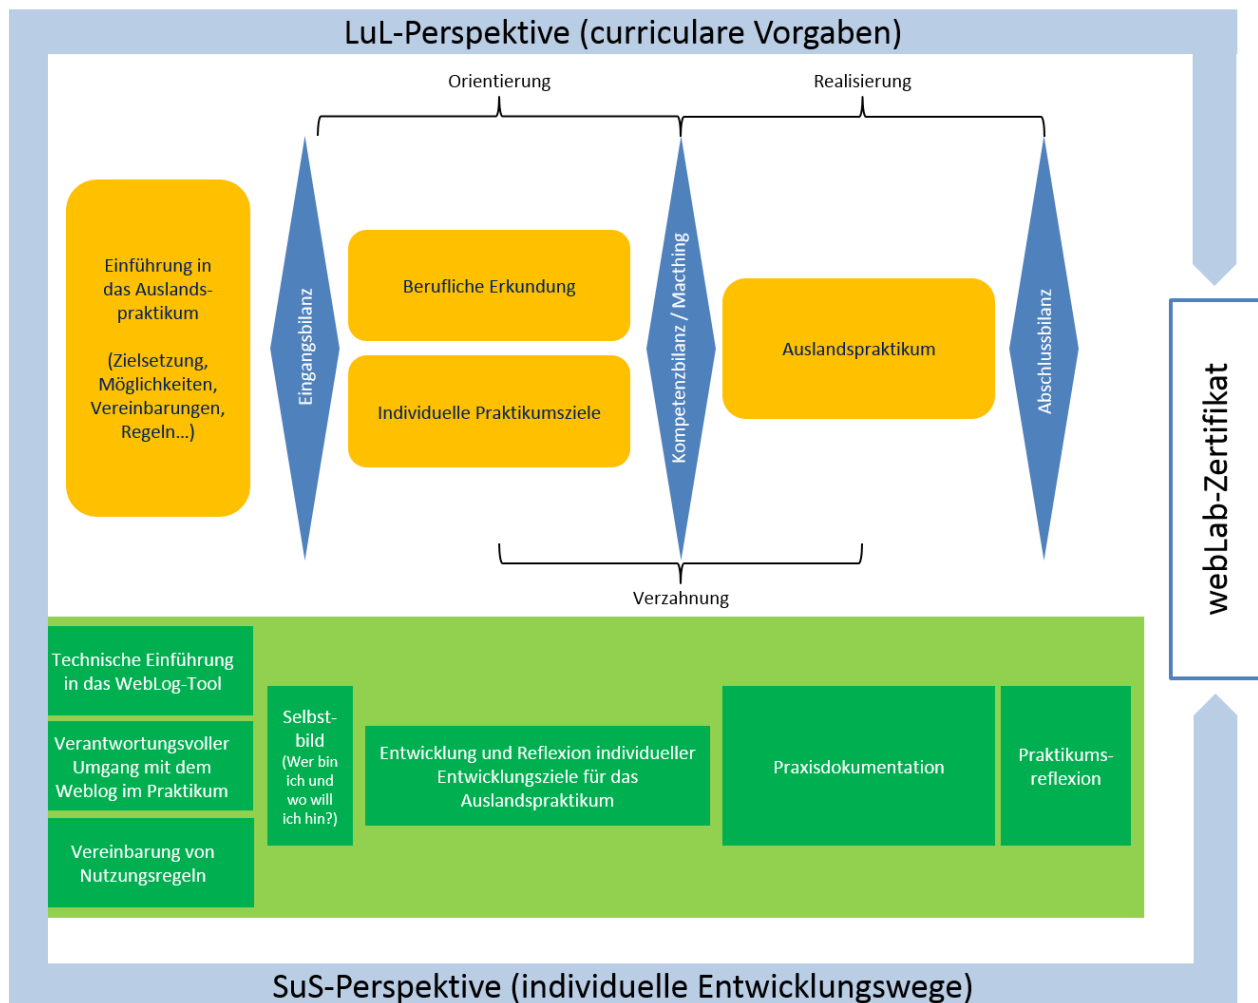 LuL-Perspektive (curriculare Vorgaben)
Orientierung
Realisierung
Einführung in
das Auslands-
praktikum
(Zielsetzung,
Möglichkeiten,
Vereinbarungen,
Regeln...)
Eingangsbilanz
Berufliche Erkundung
Individuelle Praktikumsziele
Kompetenzbilanz / Macthing
Auslandspraktikum
Abschlussbilanz
webLab-Zertifikat
Verzahnung
Technische Einführung
in das WebLog-Tool
Verantwortungsvoller
Umgang mit dem
Weblog im Praktikum
Vereinbarung von
Nutzungsregeln
Selbst-
bild
(Wer bin
ich und
wo will
ich hin?)
Entwicklung und Reflexion individueller
Entwicklungsziele für das
Auslandspraktikum
Praxisdokumentation
Praktikums-
reflexion
SuS-Perspektive (individuelle Entwicklungswege)